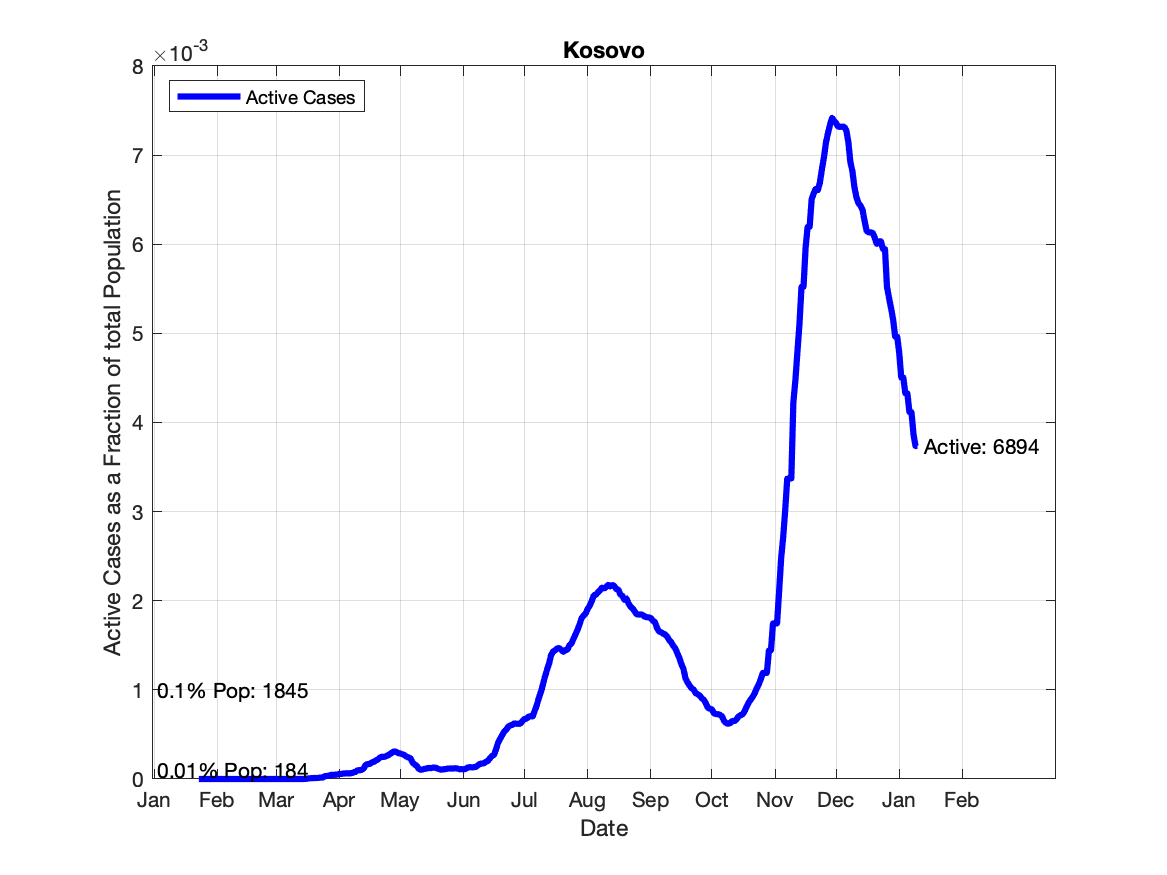 Kosovo
×10-3
Active Cases
8
7
6
5
4
3
2
1
0
Active Cases as a Fraction of total Population
Active: 6894
0.1% Pop: 1845
0.01% Pop: 184
Jan Feb Mar Apr May Jun Jul Aug Sep Oct Nov Dec Jan Feb
Date